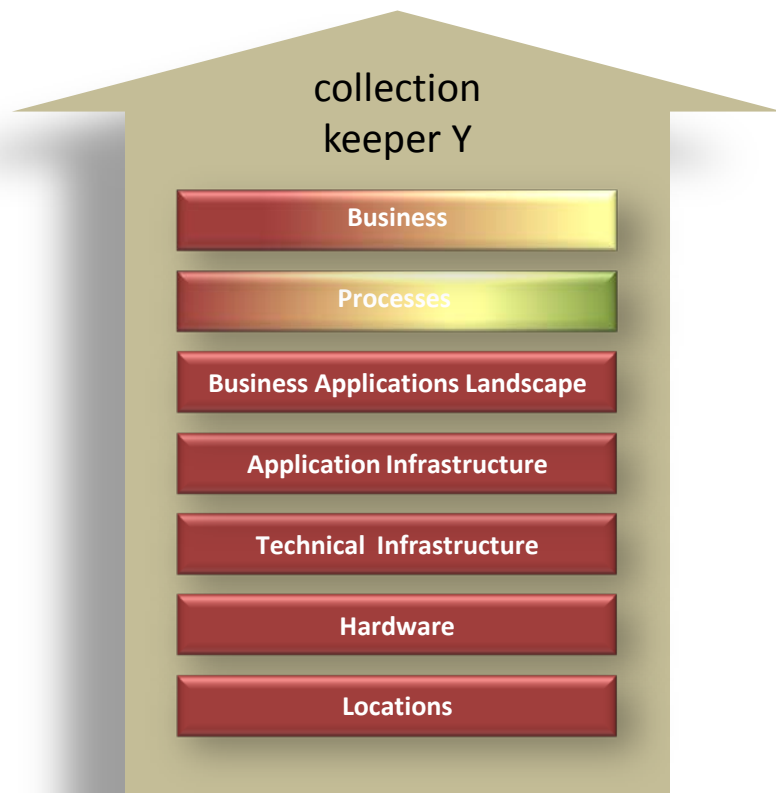 collection
keeper Y
Business
Processes
Business Applications Landscape
Application Infrastructure
Technical Infrastructure
Hardware
Locations